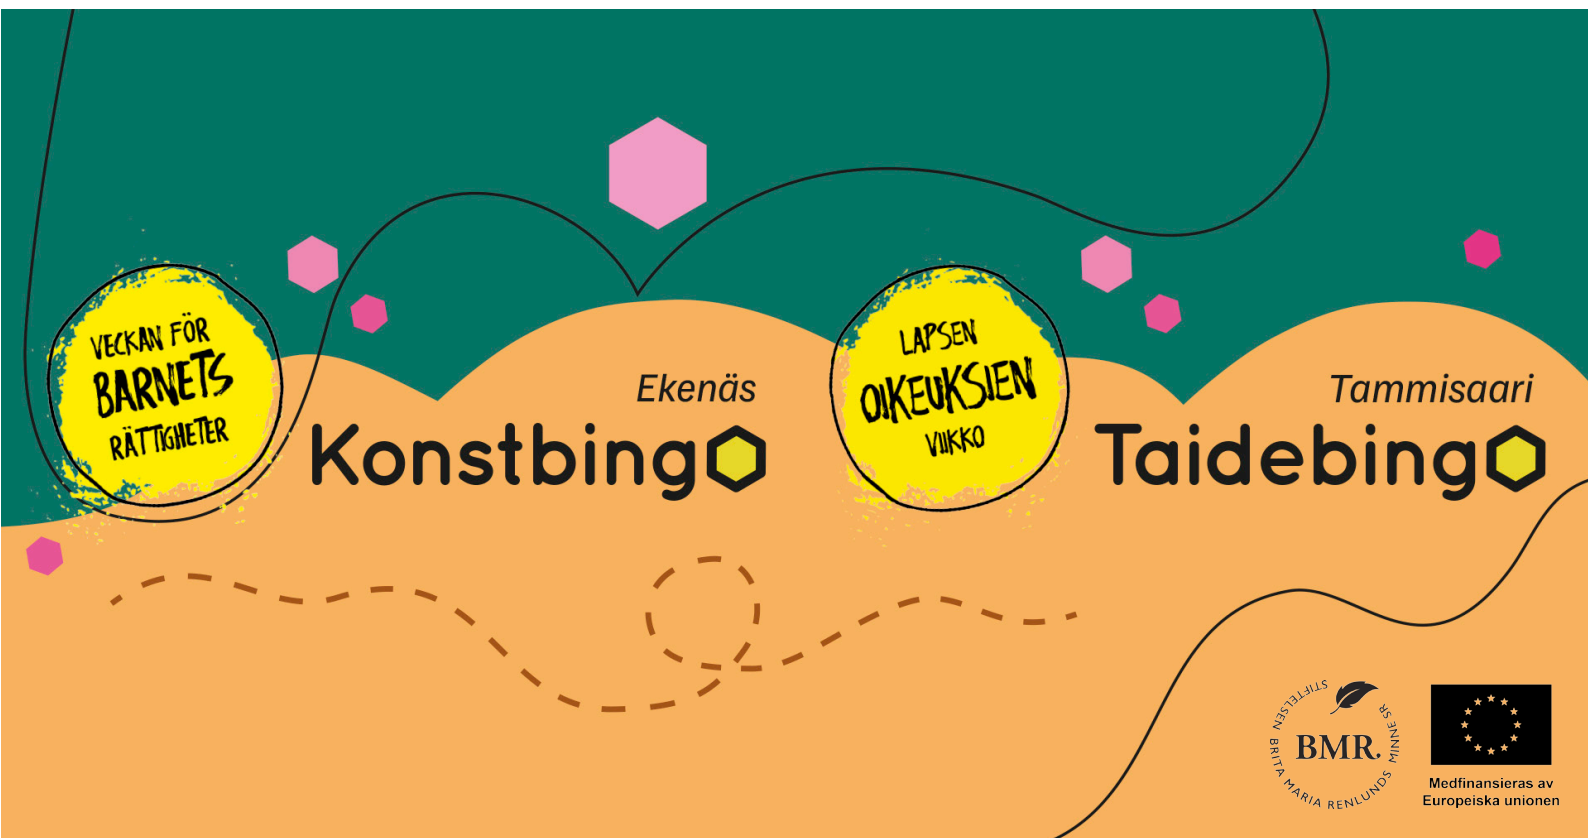 VECKAN FÖR
BARNETS
RÄTTIGHETER
Ekenäs
Konstbingo
LAPSEN
OIKEUKSIEN
VIIKKO
Tammisaari
Taidebingo
STIFTELSEN BRITA MARIA RENLUNDS MINNE SR
BMR.
Medfinansieras av
Europeiska unionen